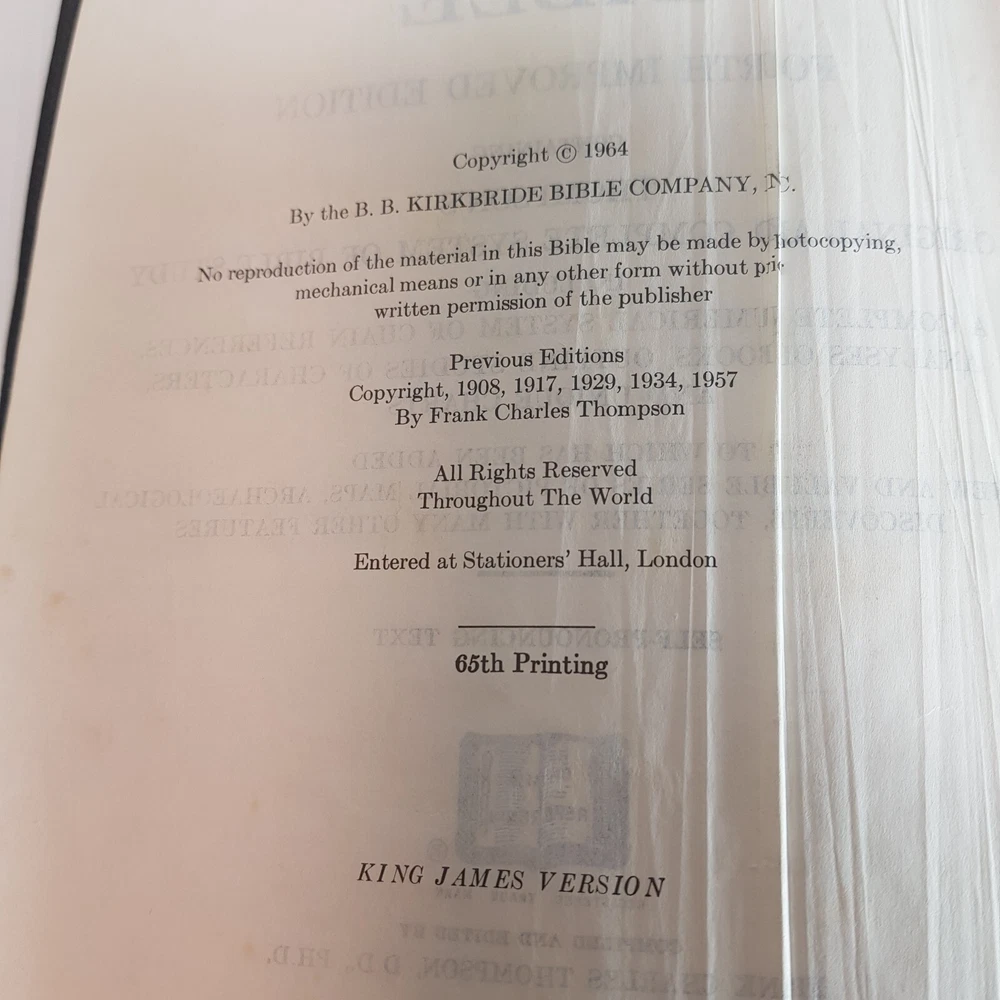 Copyright © 1964
By the B. B. KIRKBRIDE BIBLE COMPANY,
No reproduction of the material in this Bible may be made by hotocopying,
mechanical means or in any other form without
written permission of the publisher
Previous Editions
Copyright, 1908, 1917, 1929, 1934, 1957
By Frank Charles Thompson
All Rights Reserved
Throughout The World
Entered at Stationers' Hall, London
65th Printing
KING JAMES VERSION